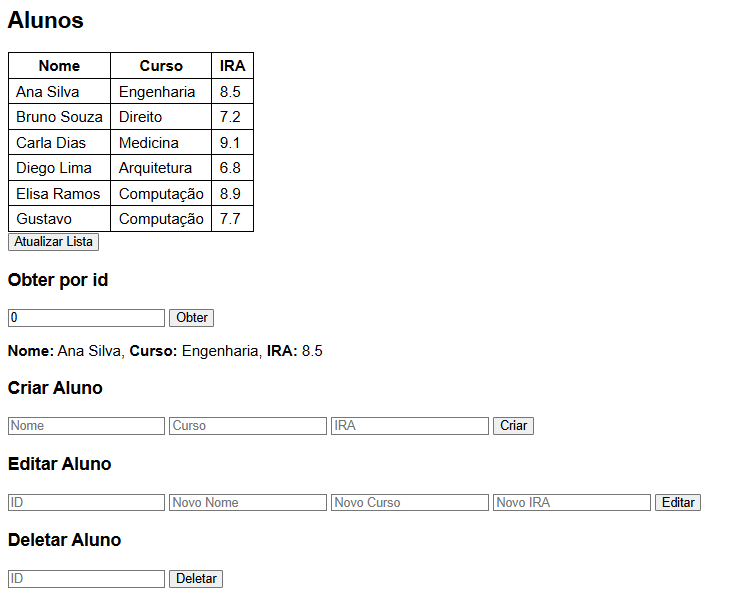 Alunos
Nome Curso IRA
Ana Silva Engenharia 8.5
Bruno Souza Direito 7.2
Carla Dias Medicina 9.1
Diego Lima Arquitetura 6.8
Elisa Ramos Computação 8.9
Gustavo Computação 7.7
Atualizar Lista
Obter por id
0 Obter
Nome: Ana Silva, Curso: Engenharia, IRA: 8.5
Criar Aluno
Nome Curso IRA Criar
Editar Aluno
ID Novo Nome Novo Curso Novo IRA Editar
Deletar Aluno
ID Deletar